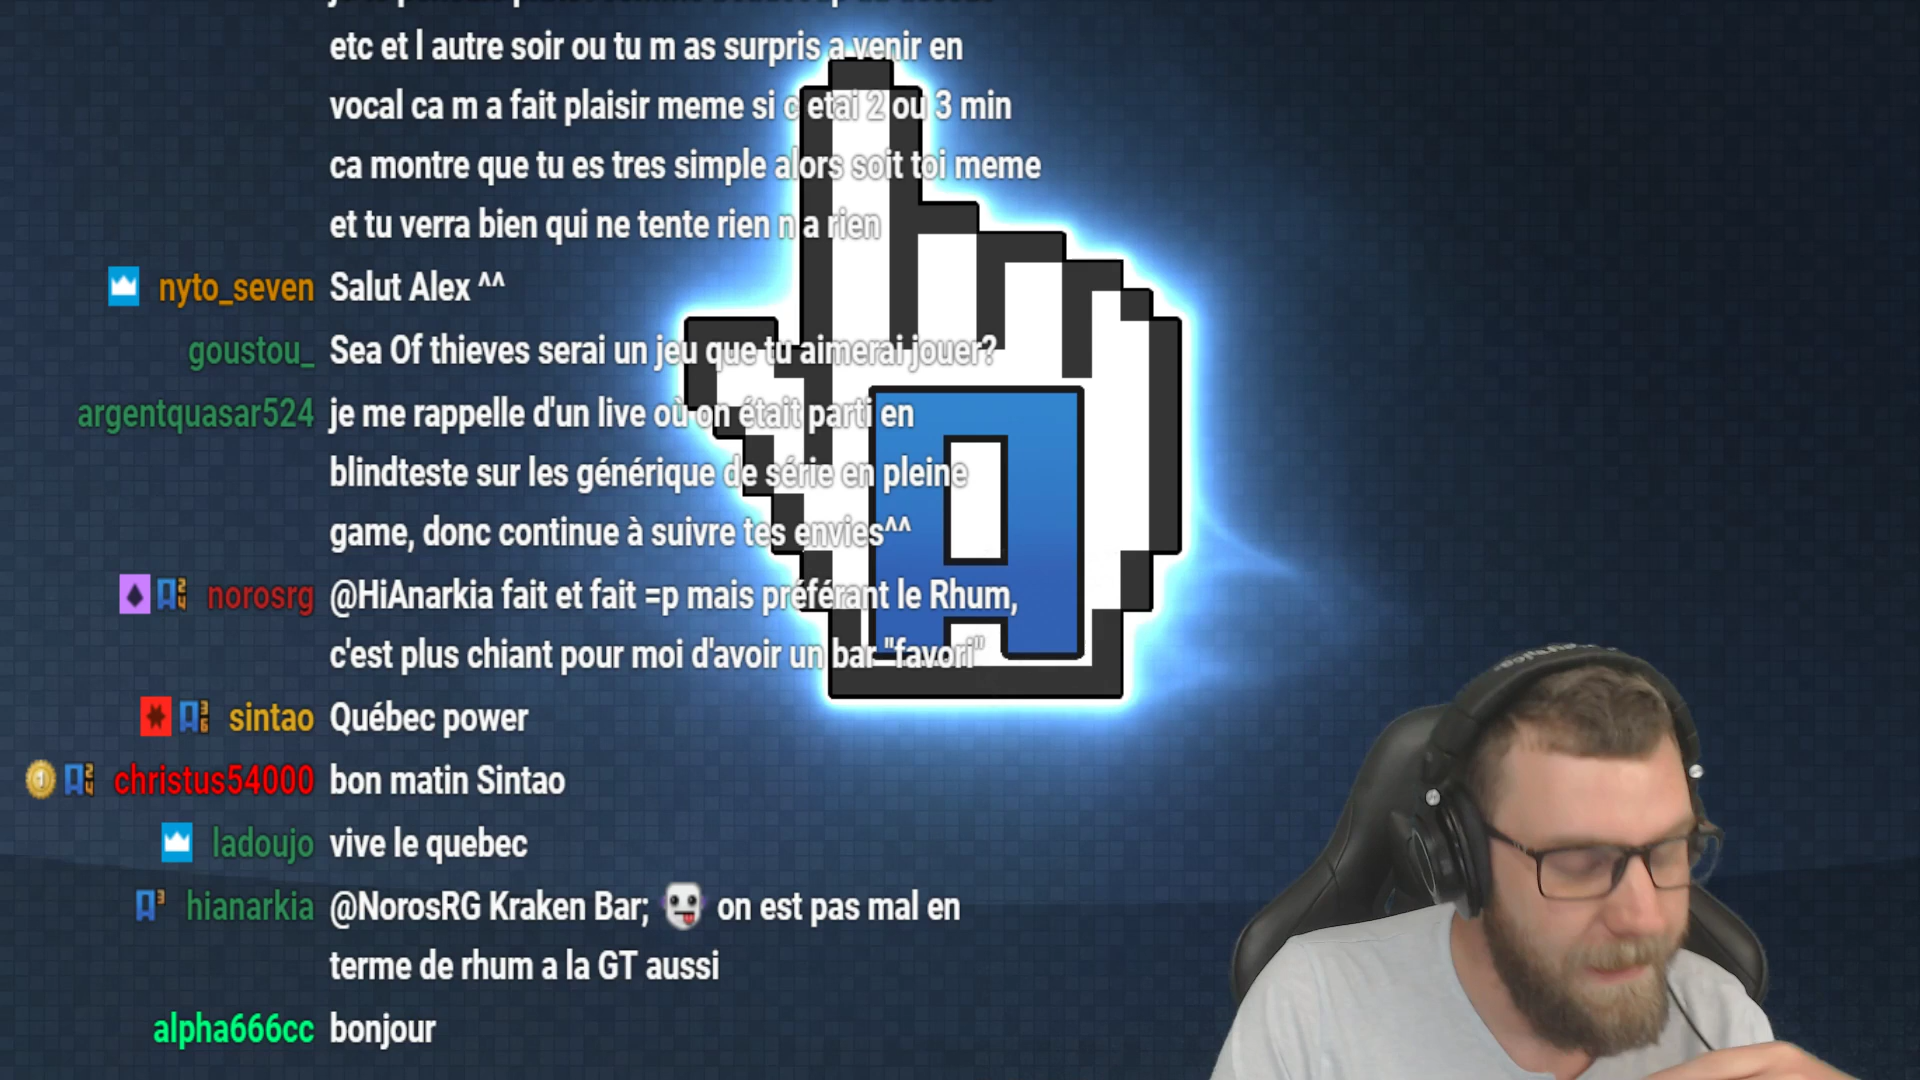 etc et l autre soir ou tu m as surpris a venir en
vocal ca m a fait plaisir meme si c etai 2 ou 3 min
ca montre que tu es tres simple alors soit toi meme
et tu verra bien qui ne tente rien n a rien
nyto_seven Salut Alex ^^
goustou_ Sea Of thieves serai un jeu que tu aimerai jouer?
argentquasar524 je me rappelle d'un live où on était parti en
blindteste sur les générique de série en pleine
game, donc continue à suivre tes envies^^
norosrg @HiAnarkia fait et fait =p mais préférant le Rhum,
c'est plus chiant pour moi d'avoir un bar "favori"
sintao Québec power
christus54000 bon matin Sintao
ladoujo vive le quebec
hianarkia @NorosRG Kraken Bar; on est pas mal en
terme de rhum a la GT aussi
alpha666cc bonjour